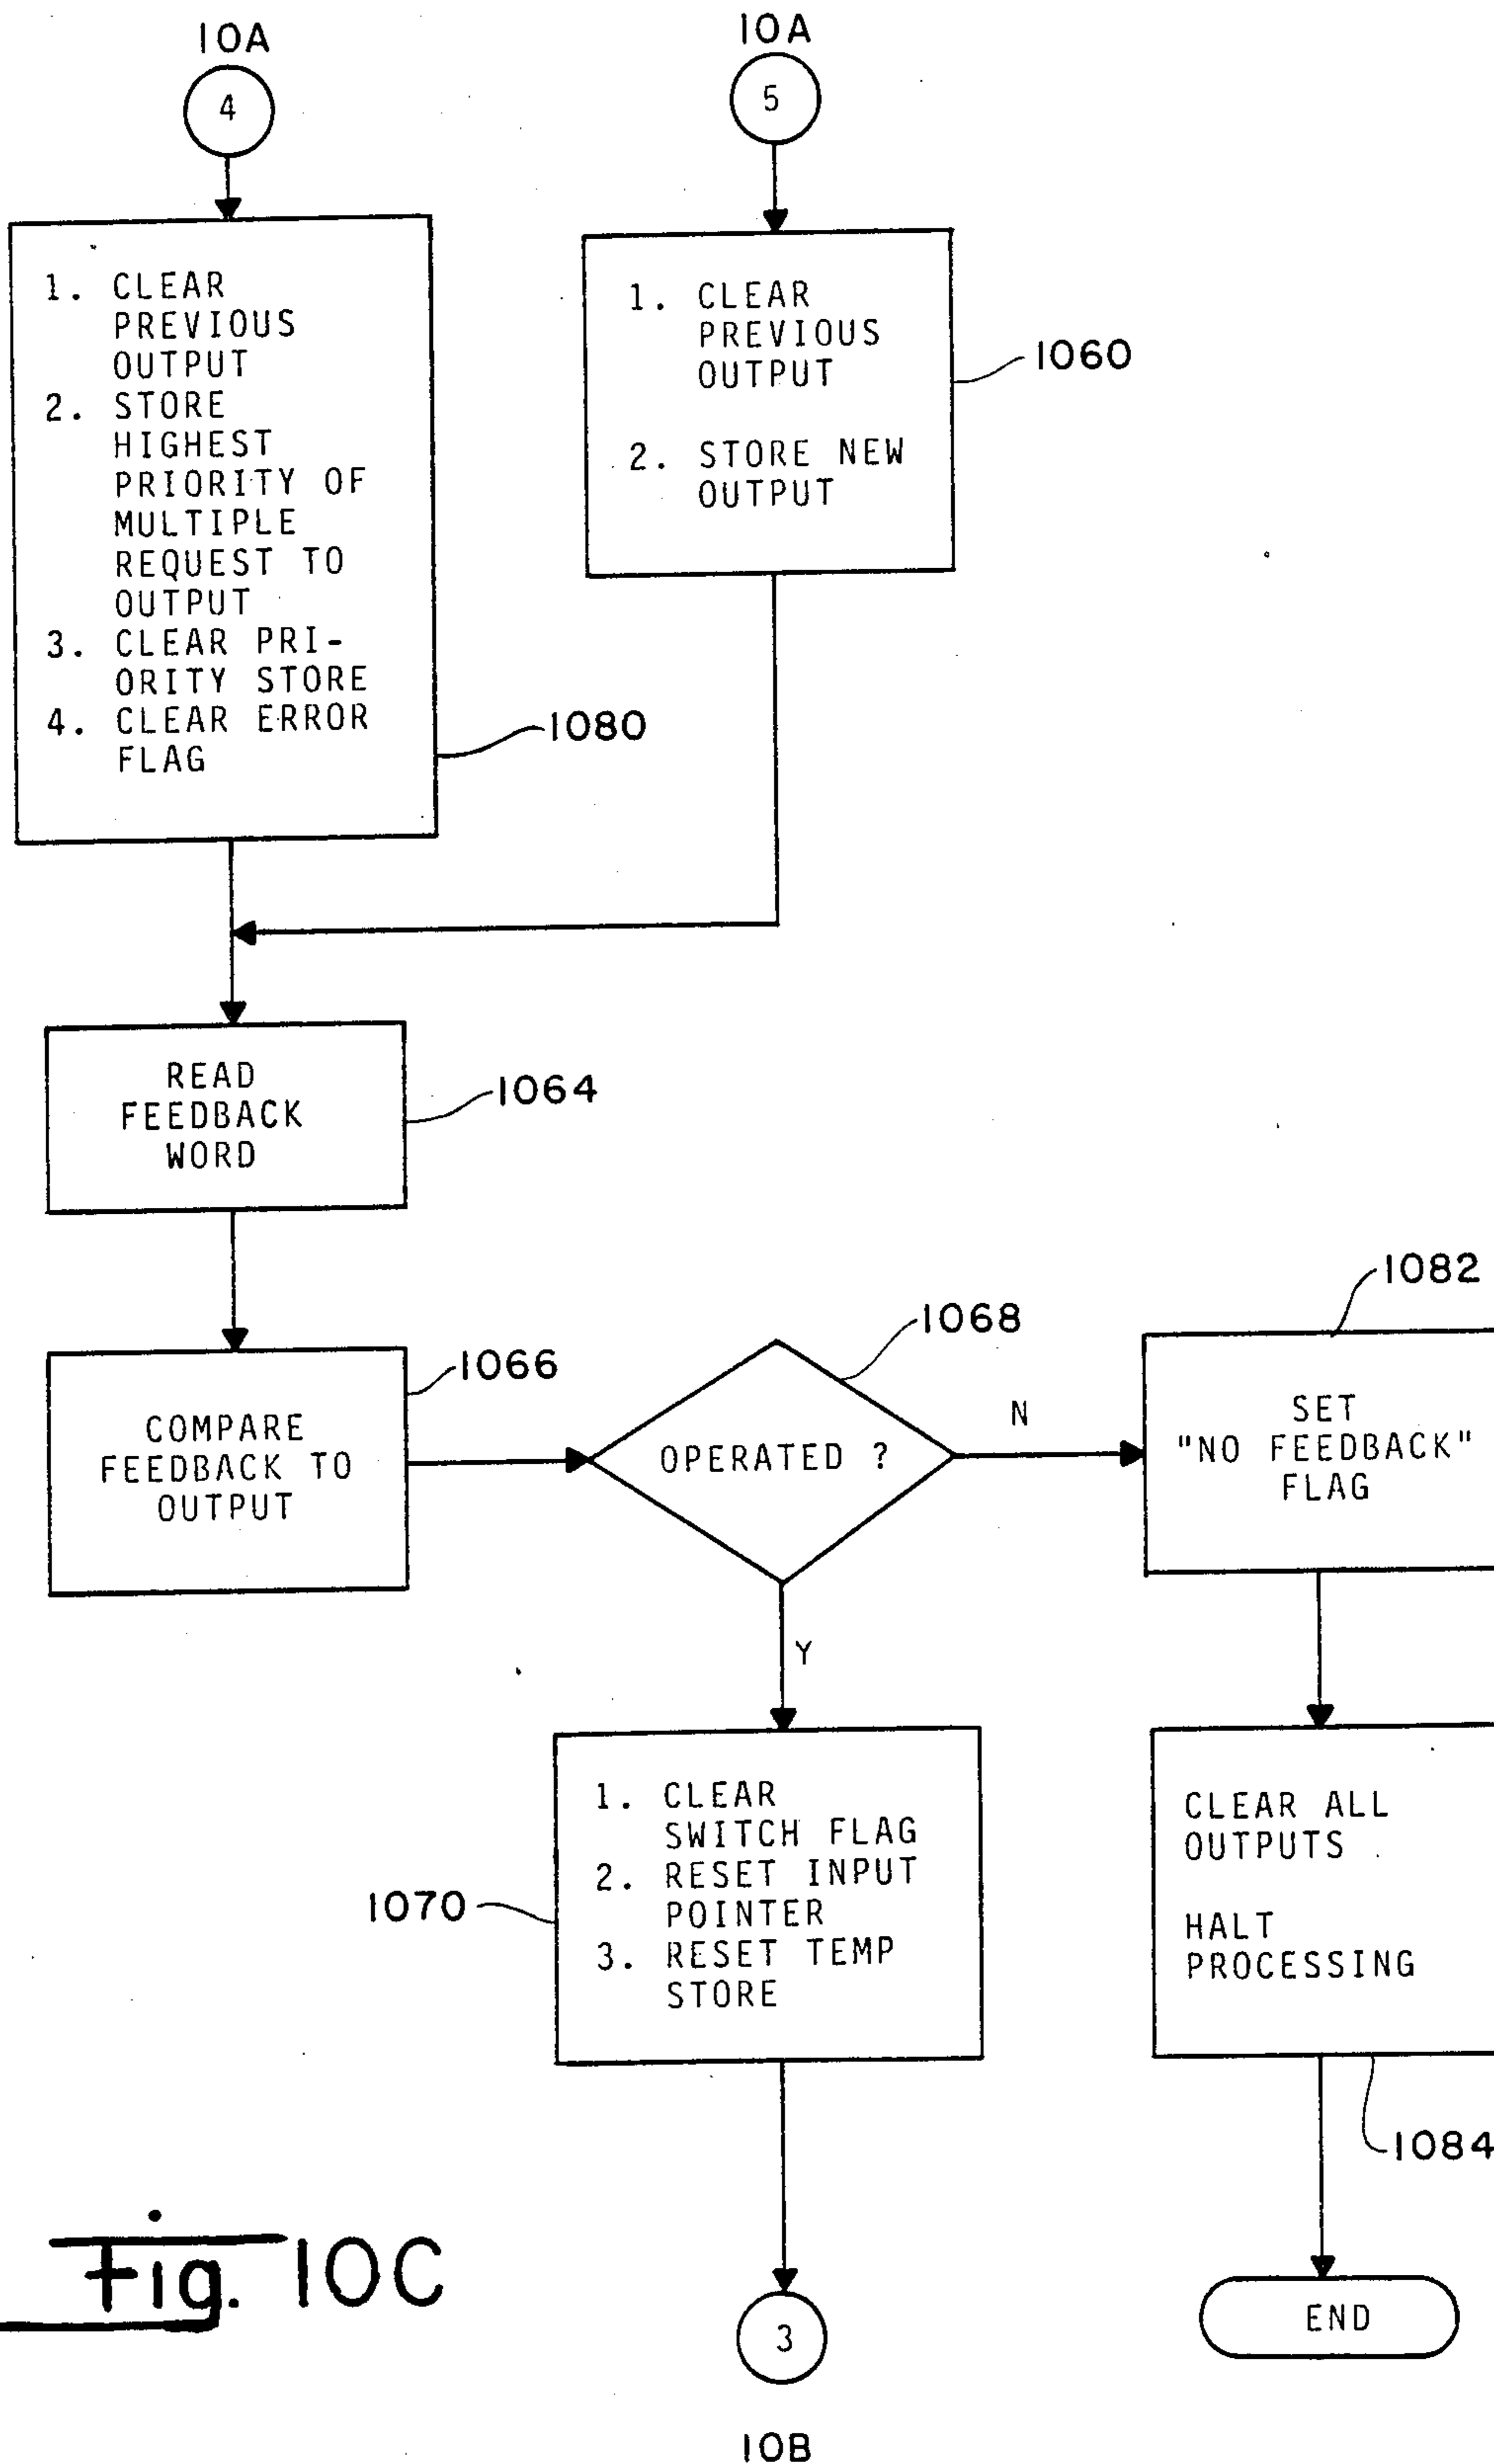 10A
4
1. CLEAR
PREVIOUS
OUTPUT
2. STORE
HIGHEST
PRIORITY OF
MULTIPLE
REQUEST TO
OUTPUT
3. CLEAR PRI-
ORITY STORE
4. CLEAR ERROR
FLAG
1080
10A
5
1. CLEAR
PREVIOUS
OUTPUT
2. STORE NEW
OUTPUT
1060
READ
FEEDBACK
WORD
1064
COMPARE
FEEDBACK TO
OUTPUT
1066
OPERATED ?
1068
N
SET
"NO FEEDBACK"
FLAG
1082
Y
1. CLEAR
SWITCH FLAG
2. RESET INPUT
POINTER
3. RESET TEMP
STORE
1070
CLEAR ALL
OUTPUTS
HALT
PROCESSING
1084
3
10B
END
Fig. 10C